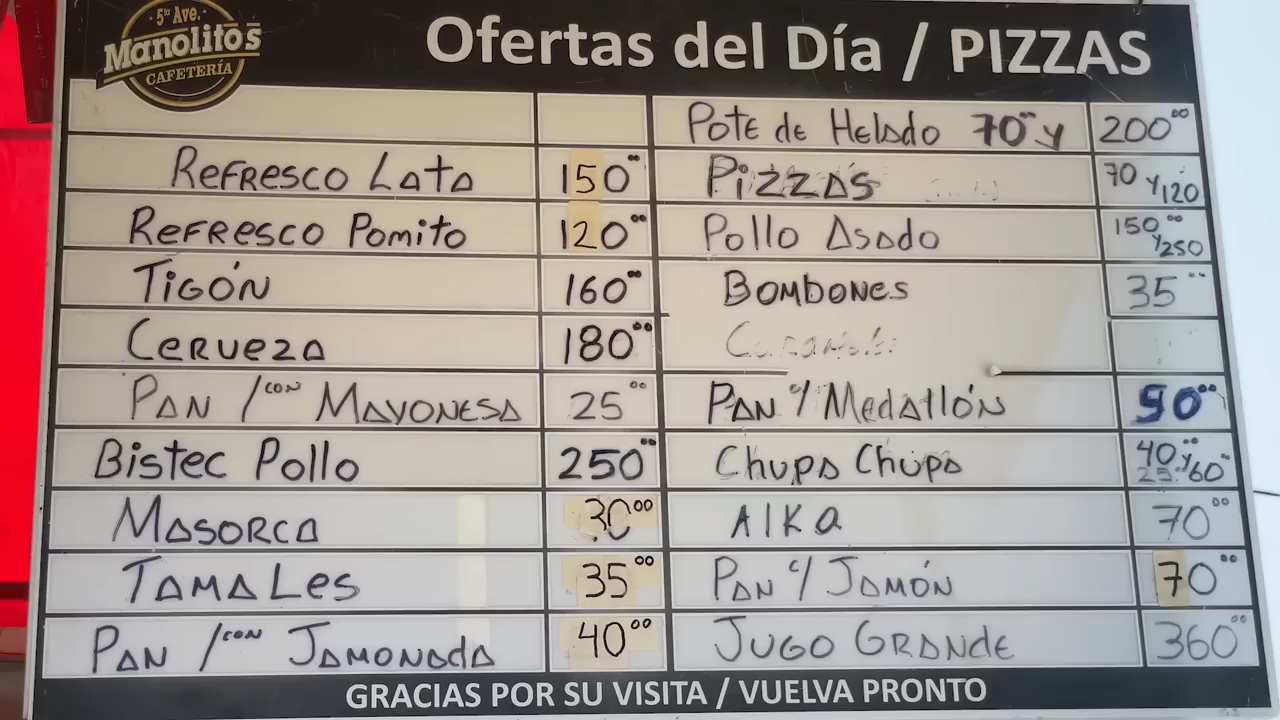 5ta Ave.
Manolito's
CAFETERÍA
Ofertas del Día / PIZZAS
Refresco Lata 150⁰⁰
Refresco Pomito 120⁰⁰
Tigón 160⁰⁰
Cerveza 180⁰⁰
Pan /con Mayonesa 25⁰⁰
Bistec Pollo 250⁰⁰
Masorca 30⁰⁰
Tamales 35⁰⁰
Pan /con Jamonada 40⁰⁰
Pote de Helado 70⁰⁰ y 200⁰⁰
Pizzas 70 y 120
Pollo Asado 150⁰⁰ y 250
Bombones 35⁰⁰
Pan c/ Medallón 90⁰⁰
Chupa Chupa 40⁰⁰ y 60⁰⁰
Alka 70⁰⁰
Pan c/ Jamón 70⁰⁰
Jugo Grande 360⁰⁰
GRACIAS POR SU VISITA / VUELVA PRONTO